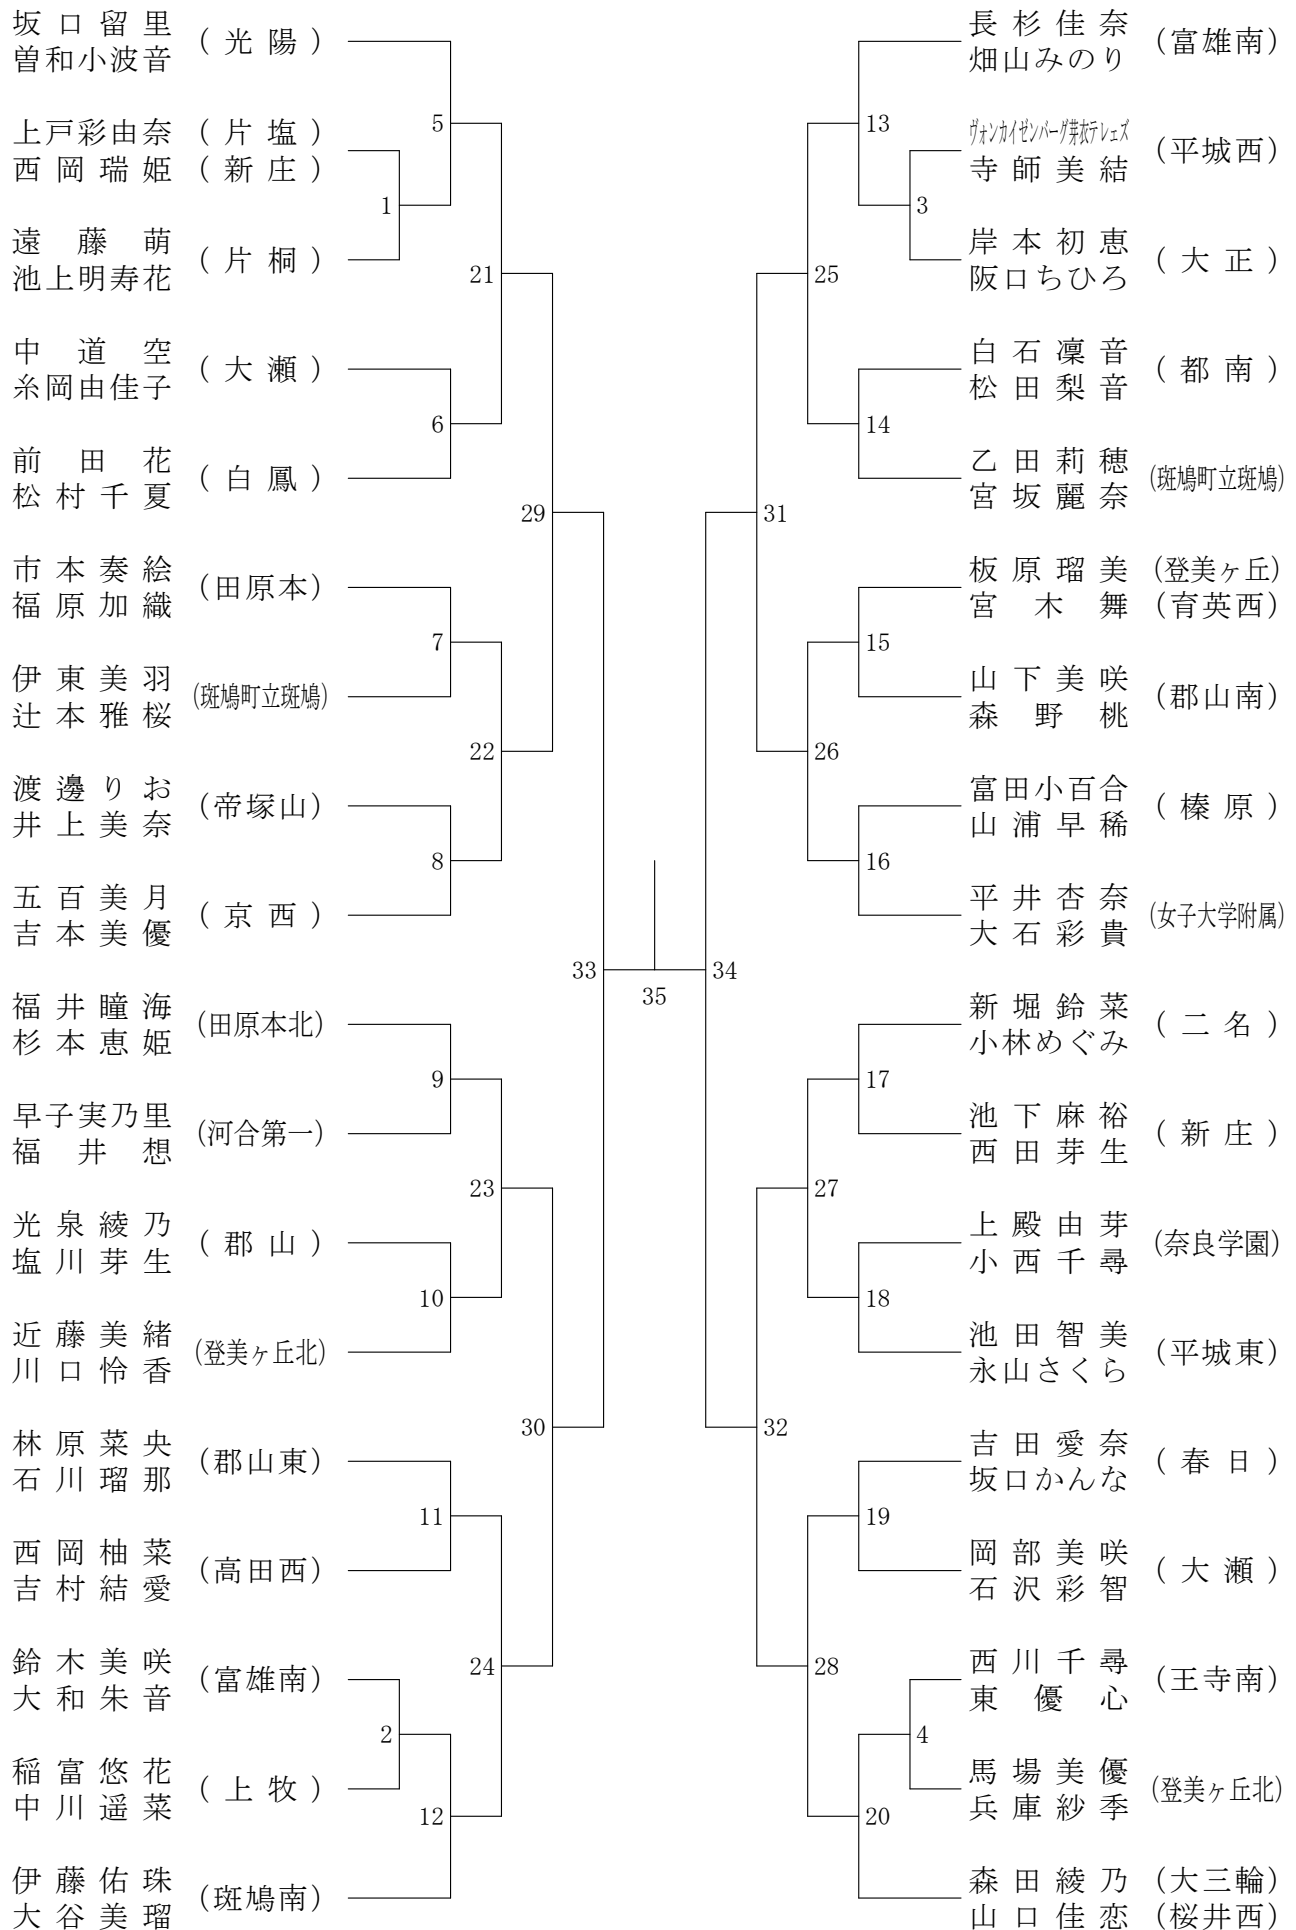 坂口留里
曽和小波音
(光陽)
上戸彩由奈 (片塩)
西岡瑞姫 (新庄)
遠藤萌
池上明寿花
(片桐)
中道空
糸岡由佳子
(大瀬)
前田花
松村千夏
(白鳳)
市本奏絵
福原加織
(田原本)
伊東美羽
辻本雅桜
(斑鳩町立斑鳩)
渡邊りお
井上美奈
(帝塚山)
五百美月
吉本美優
(京西)
福井瞳海
杉本恵姫
(田原本北)
早子実乃里
福井想
(河合第一)
光泉綾乃
塩川芽生
(郡山)
近藤美緒
川口怜香
(登美ヶ丘北)
林原菜央
石川瑠那
(郡山東)
西岡柚菜
吉村結愛
(高田西)
鈴木美咲
大和朱音
(富雄南)
稲富悠花
中川遥菜
(上牧)
伊藤佑珠
大谷美瑠
(斑鳩南)
1
2
5
6
7
8
9
10
11
12
21
22
23
24
29
30
33
35
34
31
32
25
26
27
28
13
14
15
16
17
18
19
20
3
4
長杉佳奈
畑山みのり
(富雄南)
ヴォンカイゼンバーグ芽衣テレェズ
寺師美結
(平城西)
岸本初恵
阪口ちひろ
(大正)
白石凜音
松田梨音
(都南)
乙田莉穂
宮坂麗奈
(斑鳩町立斑鳩)
板原瑠美 (登美ヶ丘)
宮木舞 (育英西)
山下美咲
森野桃
(郡山南)
富田小百合
山浦早稀
(榛原)
平井杏奈
大石彩貴
(女子大学附属)
新堀鈴菜
小林めぐみ
(二名)
池下麻裕
西田芽生
(新庄)
上殿由芽
小西千尋
(奈良学園)
池田智美
永山さくら
(平城東)
吉田愛奈
坂口かんな
(春日)
岡部美咲
石沢彩智
(大瀬)
西川千尋
東優心
(王寺南)
馬場美優
兵庫紗季
(登美ヶ丘北)
森田綾乃 (大三輪)
山口佳恋 (桜井西)